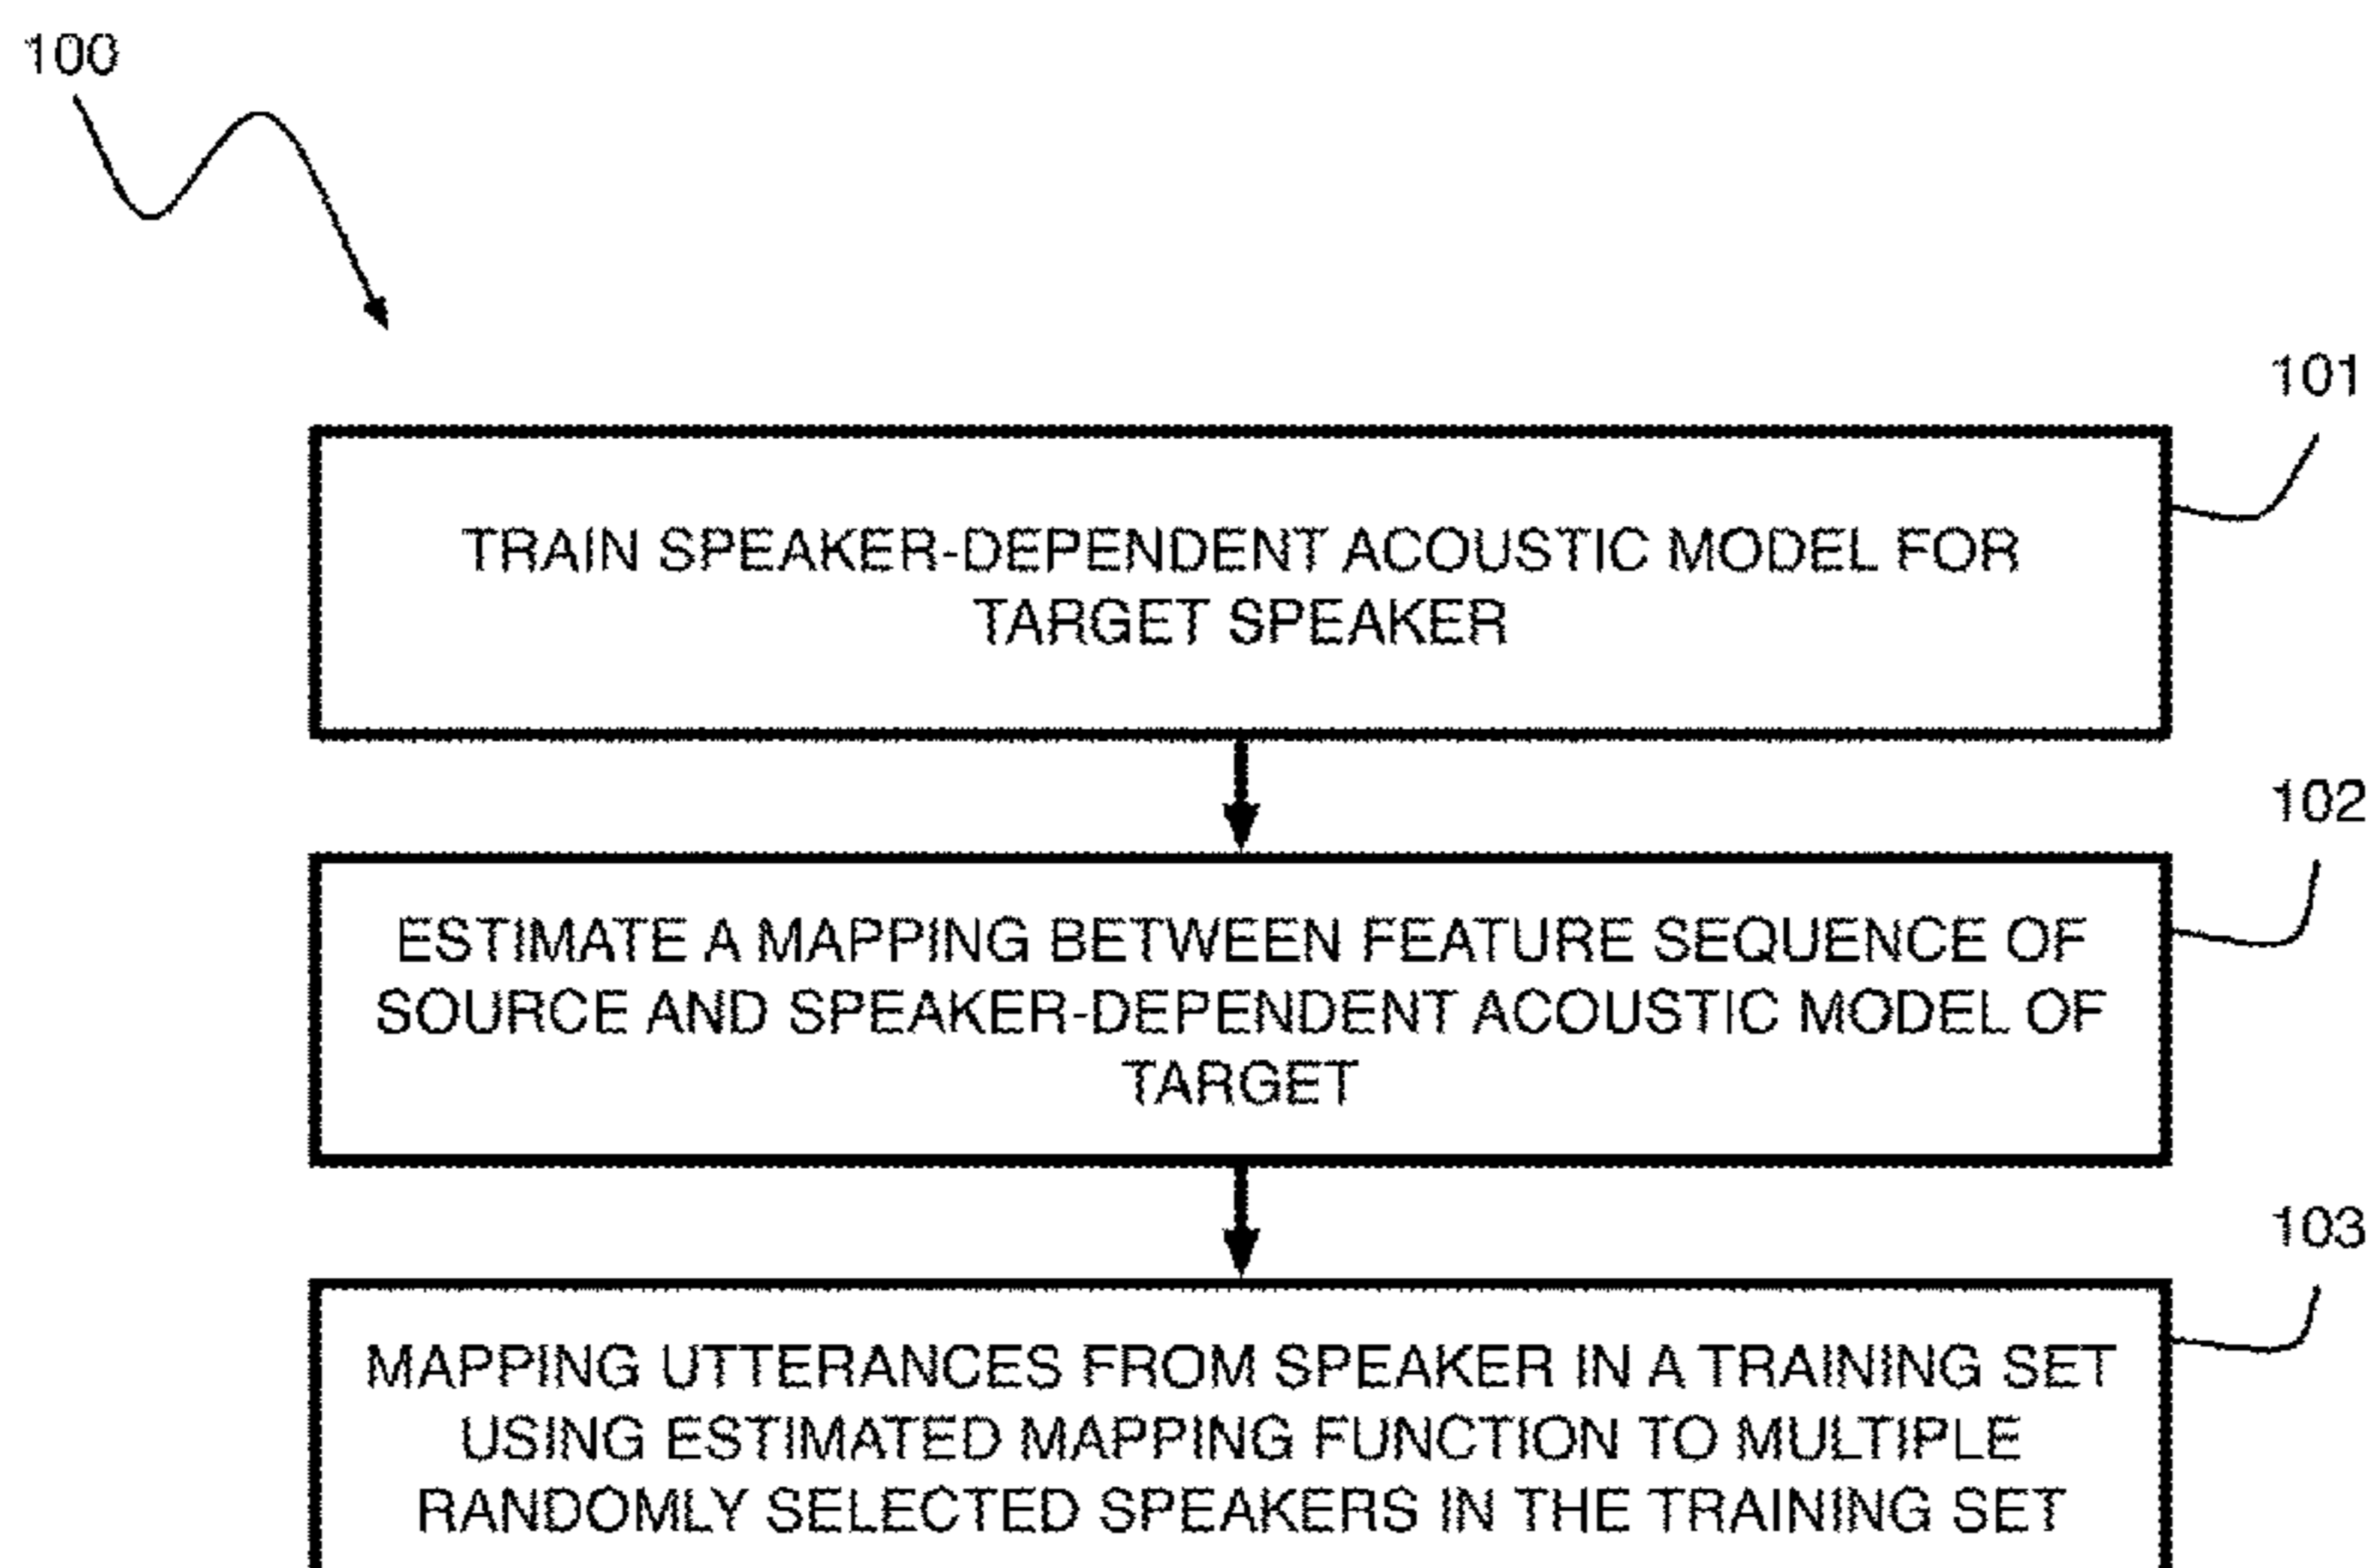 100
101
TRAIN SPEAKER-DEPENDENT ACOUSTIC MODEL FOR
TARGET SPEAKER
102
ESTIMATE A MAPPING BETWEEN FEATURE SEQUENCE OF
SOURCE AND SPEAKER-DEPENDENT ACOUSTIC MODEL OF
TARGET
103
MAPPING UTTERANCES FROM SPEAKER IN A TRAINING SET
USING ESTIMATED MAPPING FUNCTION TO MULTIPLE
RANDOMLY SELECTED SPEAKERS IN THE TRAINING SET